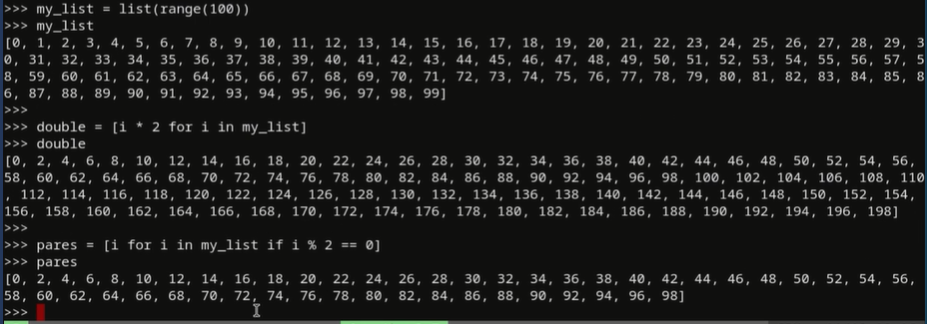 >>> my_list = list(range(100))
>>> my_list
[0, 1, 2, 3, 4, 5, 6, 7, 8, 9, 10, 11, 12, 13, 14, 15, 16, 17, 18, 19, 20, 21, 22, 23, 24, 25, 26, 27, 28, 29, 3
0, 31, 32, 33, 34, 35, 36, 37, 38, 39, 40, 41, 42, 43, 44, 45, 46, 47, 48, 49, 50, 51, 52, 53, 54, 55, 56, 57, 5
8, 59, 60, 61, 62, 63, 64, 65, 66, 67, 68, 69, 70, 71, 72, 73, 74, 75, 76, 77, 78, 79, 80, 81, 82, 83, 84, 85, 8
6, 87, 88, 89, 90, 91, 92, 93, 94, 95, 96, 97, 98, 99]
>>>
>>> double = [i * 2 for i in my_list]
>>> double
[0, 2, 4, 6, 8, 10, 12, 14, 16, 18, 20, 22, 24, 26, 28, 30, 32, 34, 36, 38, 40, 42, 44, 46, 48, 50, 52, 54, 56,
58, 60, 62, 64, 66, 68, 70, 72, 74, 76, 78, 80, 82, 84, 86, 88, 90, 92, 94, 96, 98, 100, 102, 104, 106, 108, 110
, 112, 114, 116, 118, 120, 122, 124, 126, 128, 130, 132, 134, 136, 138, 140, 142, 144, 146, 148, 150, 152, 154,
156, 158, 160, 162, 164, 166, 168, 170, 172, 174, 176, 178, 180, 182, 184, 186, 188, 190, 192, 194, 196, 198]
>>>
>>> pares = [i for i in my_list if i % 2 == 0]
>>> pares
[0, 2, 4, 6, 8, 10, 12, 14, 16, 18, 20, 22, 24, 26, 28, 30, 32, 34, 36, 38, 40, 42, 44, 46, 48, 50, 52, 54, 56,
58, 60, 62, 64, 66, 68, 70, 72, 74, 76, 78, 80, 82, 84, 86, 88, 90, 92, 94, 96, 98]
>>>